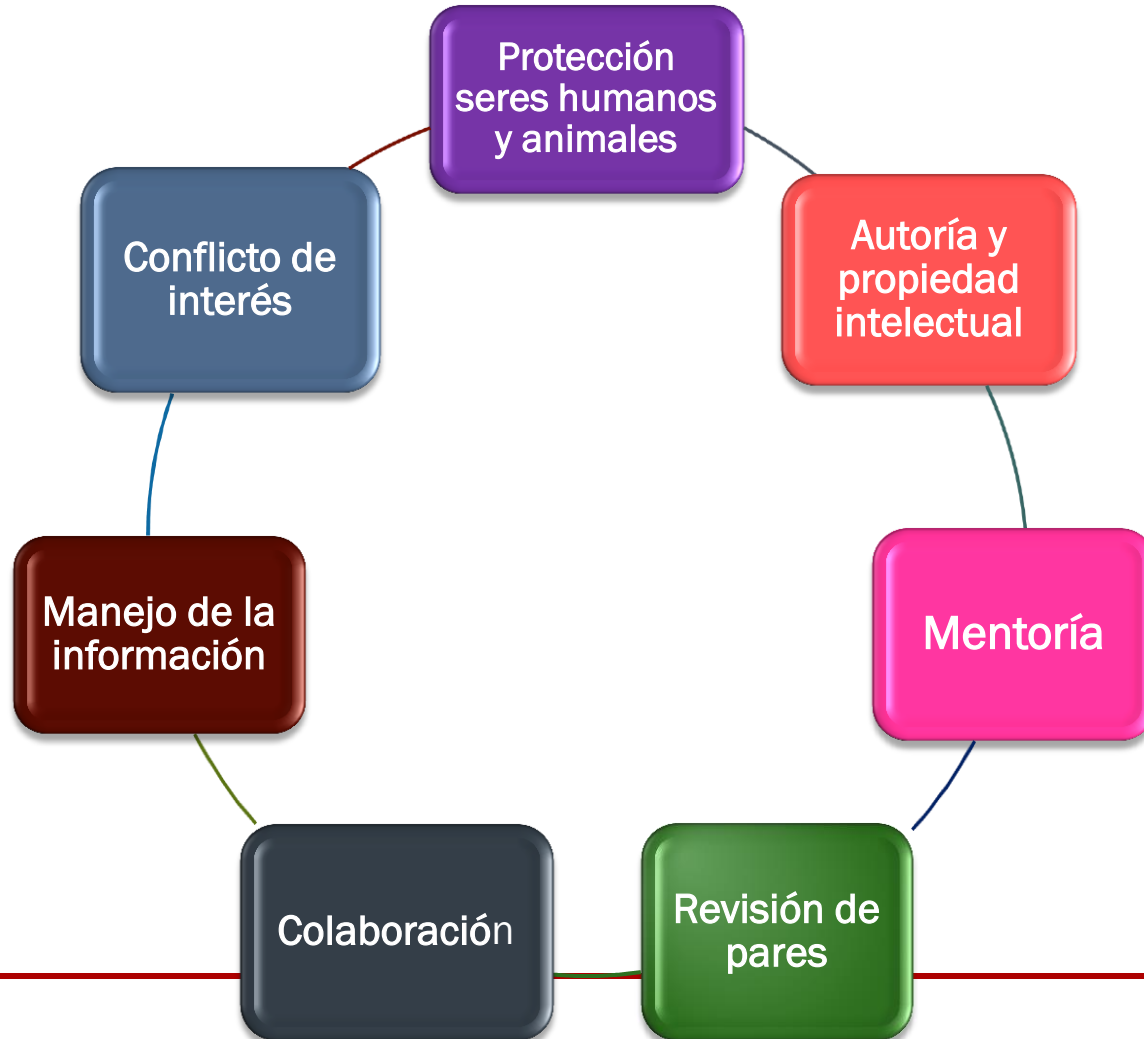 Protección
seres humanos
y animales
Autoría y
propiedad
intelectual
Mentoría
Revisión de
pares
Colaboración
Manejo de la
información
Conflicto de
interés